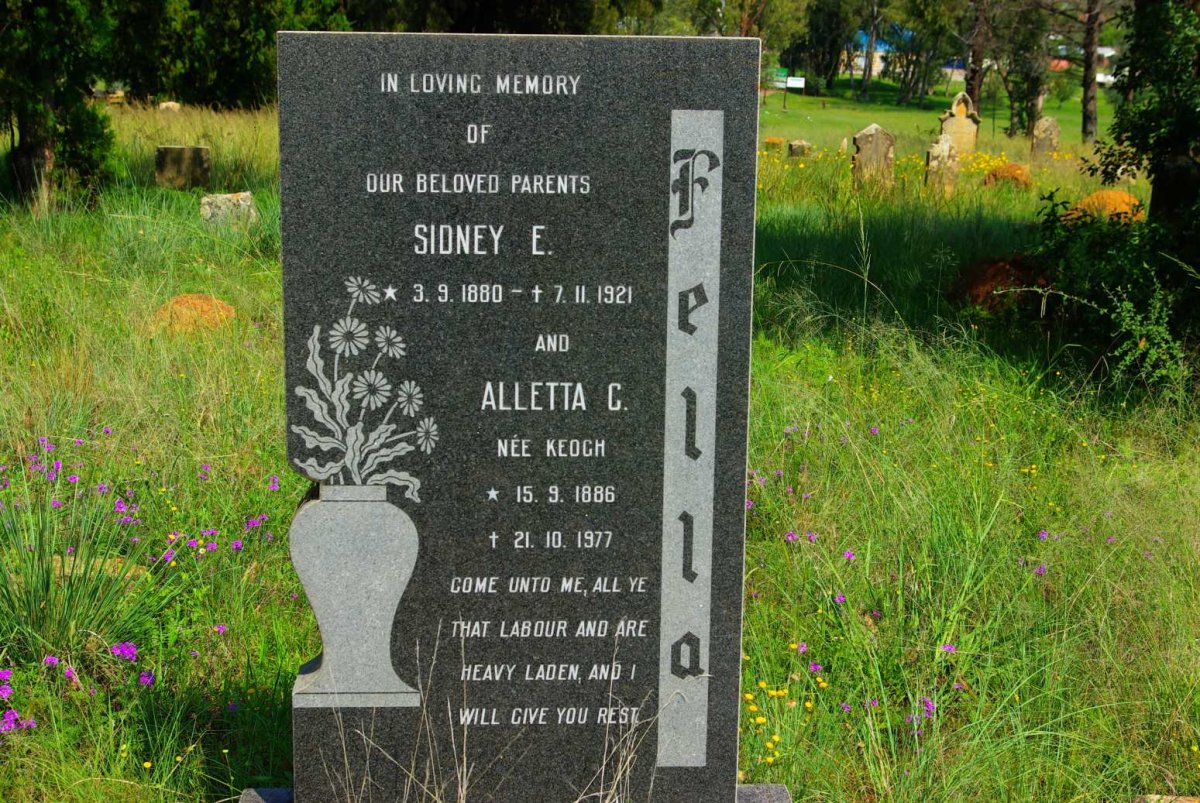 IN LOVING MEMORY
OF
OUR BELOVED PARENTS
SIDNEY E.
★ 3. 9. 1880 – ✝ 7. 11. 1921
AND
ALLETTA C.
NÉE KEOGH
★ 15. 9. 1886
✝ 21. 10. 1977
COME UNTO ME, ALL YE
THAT LABOUR AND ARE
HEAVY LADEN, AND I
WILL GIVE YOU REST.
Fella